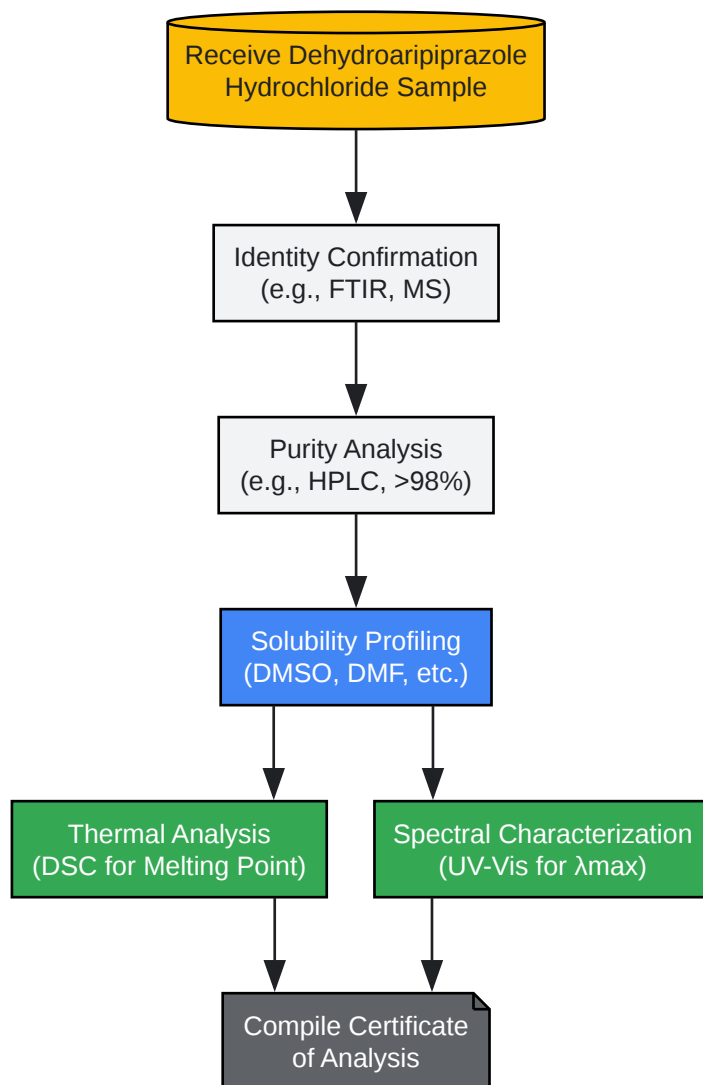 Receive Dehydroaripiprazole
Hydrochloride Sample
Identity Confirmation
(e.g., FTIR, MS)
Purity Analysis
(e.g., HPLC, >98%)
Solubility Profiling
(DMSO, DMF, etc.)
Thermal Analysis
(DSC for Melting Point)
Spectral Characterization
(UV-Vis for λmax)
Compile Certificate
of Analysis